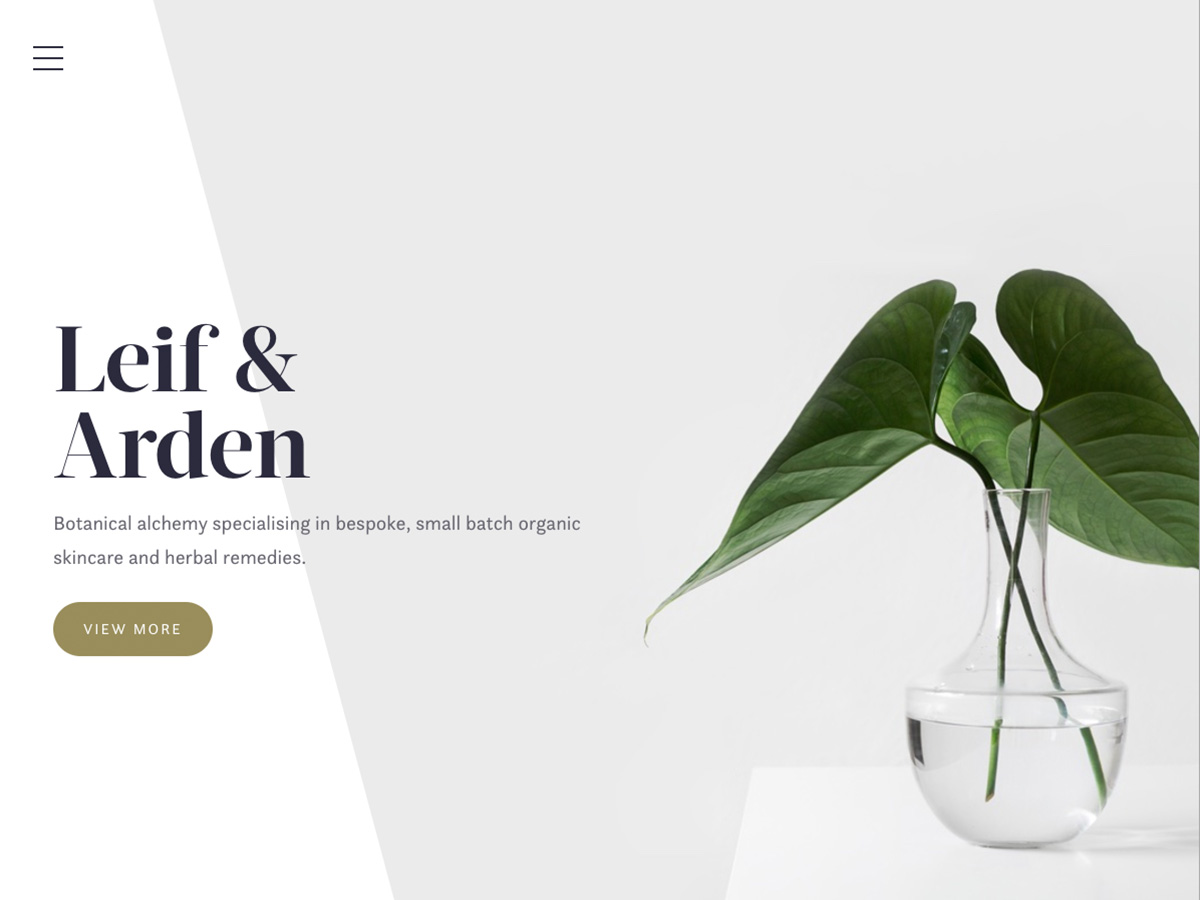 Leif &
Arden
Botanical alchemy specialising in bespoke, small batch organic
skincare and herbal remedies.
VIEW MORE